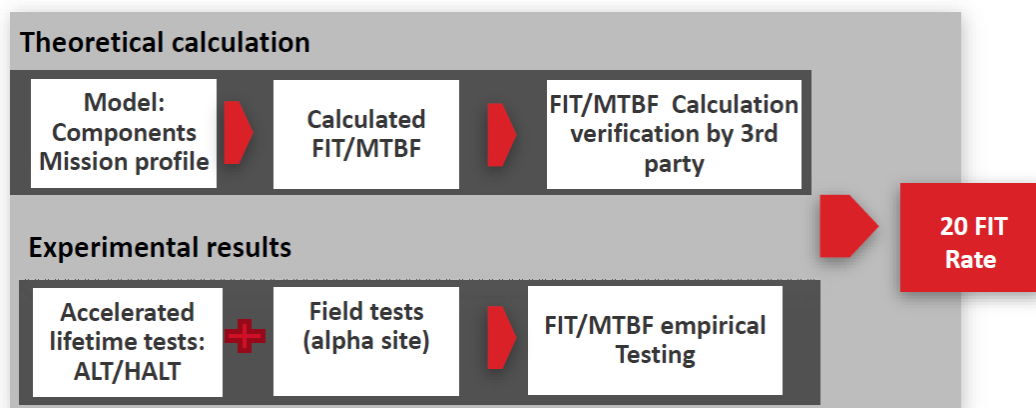 Theoretical calculation
Model:
Components
Mission profile
Calculated
FIT/MTBF
FIT/MTBF Calculation
verification by 3rd
party
20 FIT
Rate
Experimental results
Accelerated
lifetime tests:
ALT/HALT
Field tests
(alpha site)
FIT/MTBF empirical
Testing